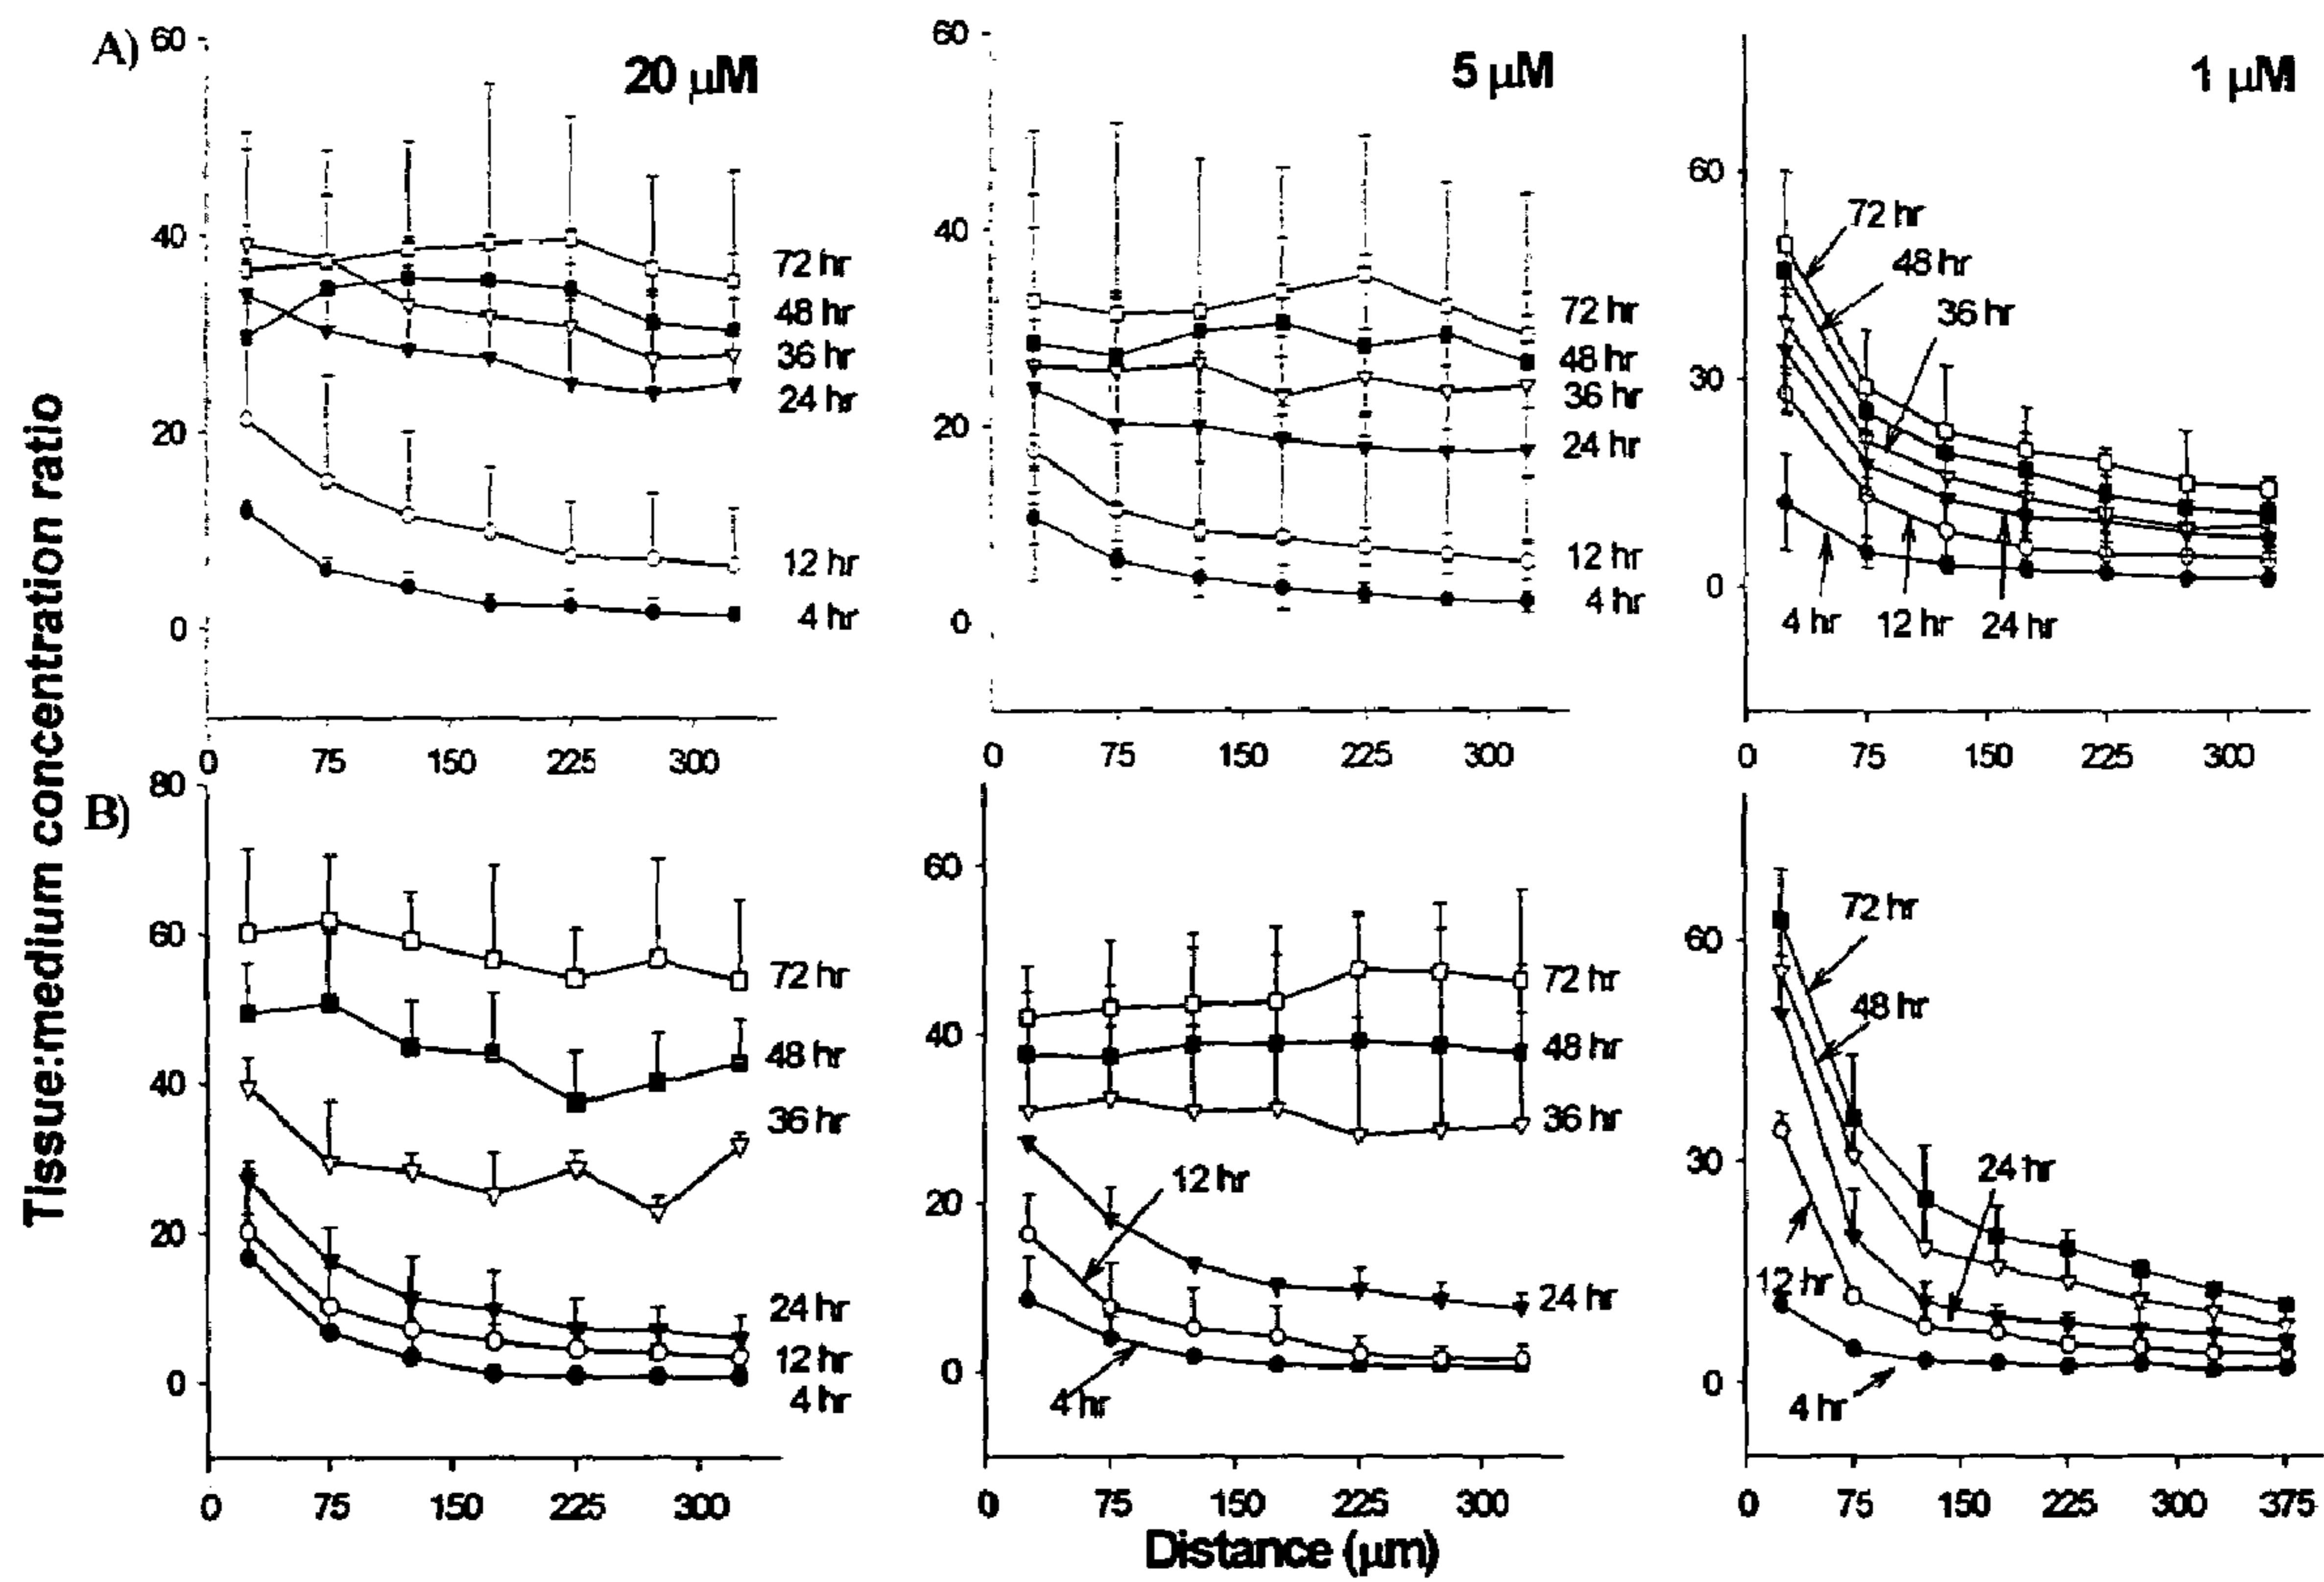 A)
20 µM
5 µM
1 µM
60
40
20
0
72 hr
48 hr
36 hr
24 hr
12 hr
4 hr
0 75 150 225 300
60
40
20
0
72 hr
48 hr
36 hr
24 hr
12 hr
4 hr
0 75 150 225 300
60
30
0
72 hr
48 hr
36 hr
4 hr 12 hr 24 hr
0 75 150 225 300
Tissue:medium concentration ratio
B)
80
60
40
20
0
72 hr
48 hr
36 hr
24 hr
12 hr
4 hr
0 75 150 225 300
60
40
20
0
72 hr
48 hr
36 hr
12 hr
24 hr
4 hr
0 75 150 225 300
60
30
0
72 hr
48 hr
24 hr
12 hr
4 hr
0 75 150 225 300 375
Distance (µm)